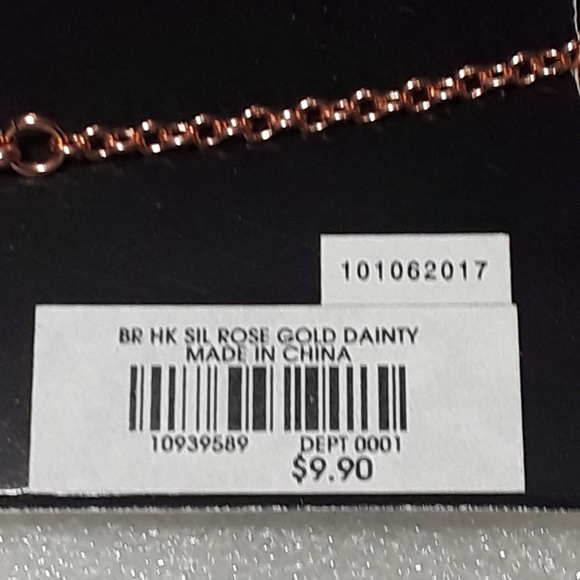 101062017
BR HK SIL ROSE GOLD DAINTY
MADE IN CHINA
10939589 DEPT 0001
$9.90